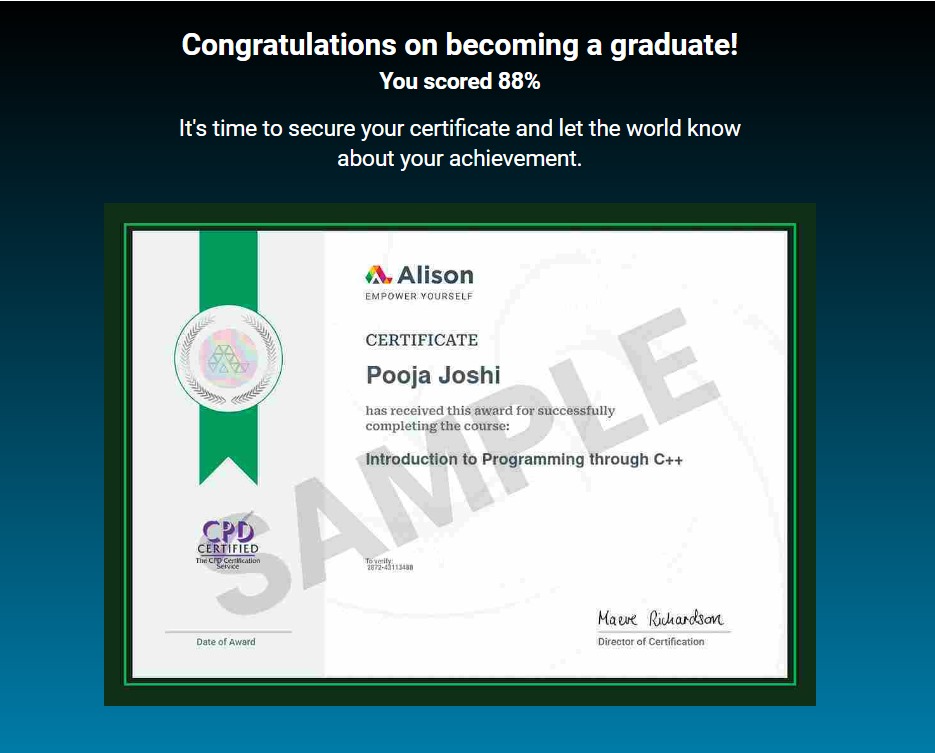 Congratulations on becoming a graduate!
You scored 88%
It's time to secure your certificate and let the world know
about your achievement.
Alison
EMPOWER YOURSELF
CERTIFICATE
Pooja Joshi
has received this award for successfully
completing the course:
Introduction to Programming through C++
SAMPLE
CPD
CERTIFIED
The CPD Certification
Service
To verify:
2872-43113488
Maeve Richardson
Date of Award
Director of Certification